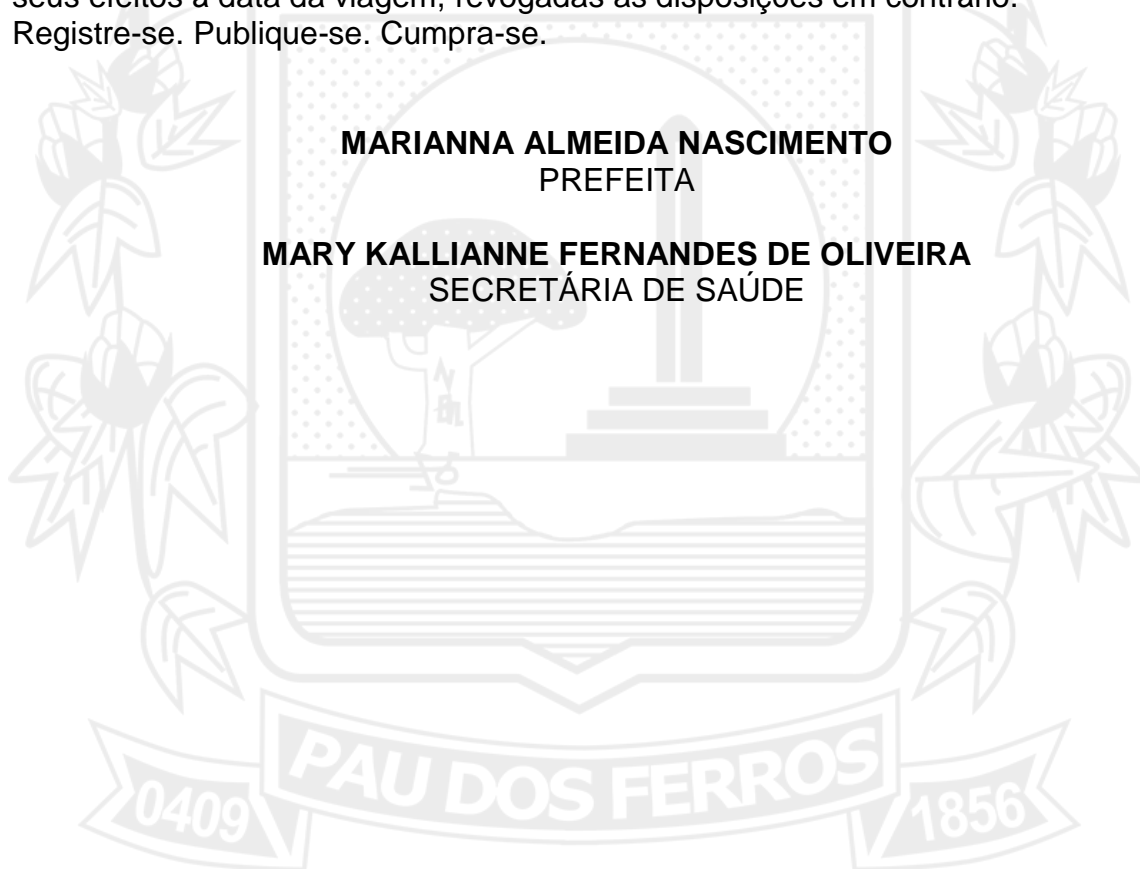 seus efeitos à data da viagem, revogadas as disposições em contrário.
Registre-se. Publique-se. Cumpra-se.
MARIANNA ALMEIDA NASCIMENTO
PREFEITA
MARY KALLIANNE FERNANDES DE OLIVEIRA
SECRETÁRIA DE SAÚDE
PAU DOS FERROS
0409
1856